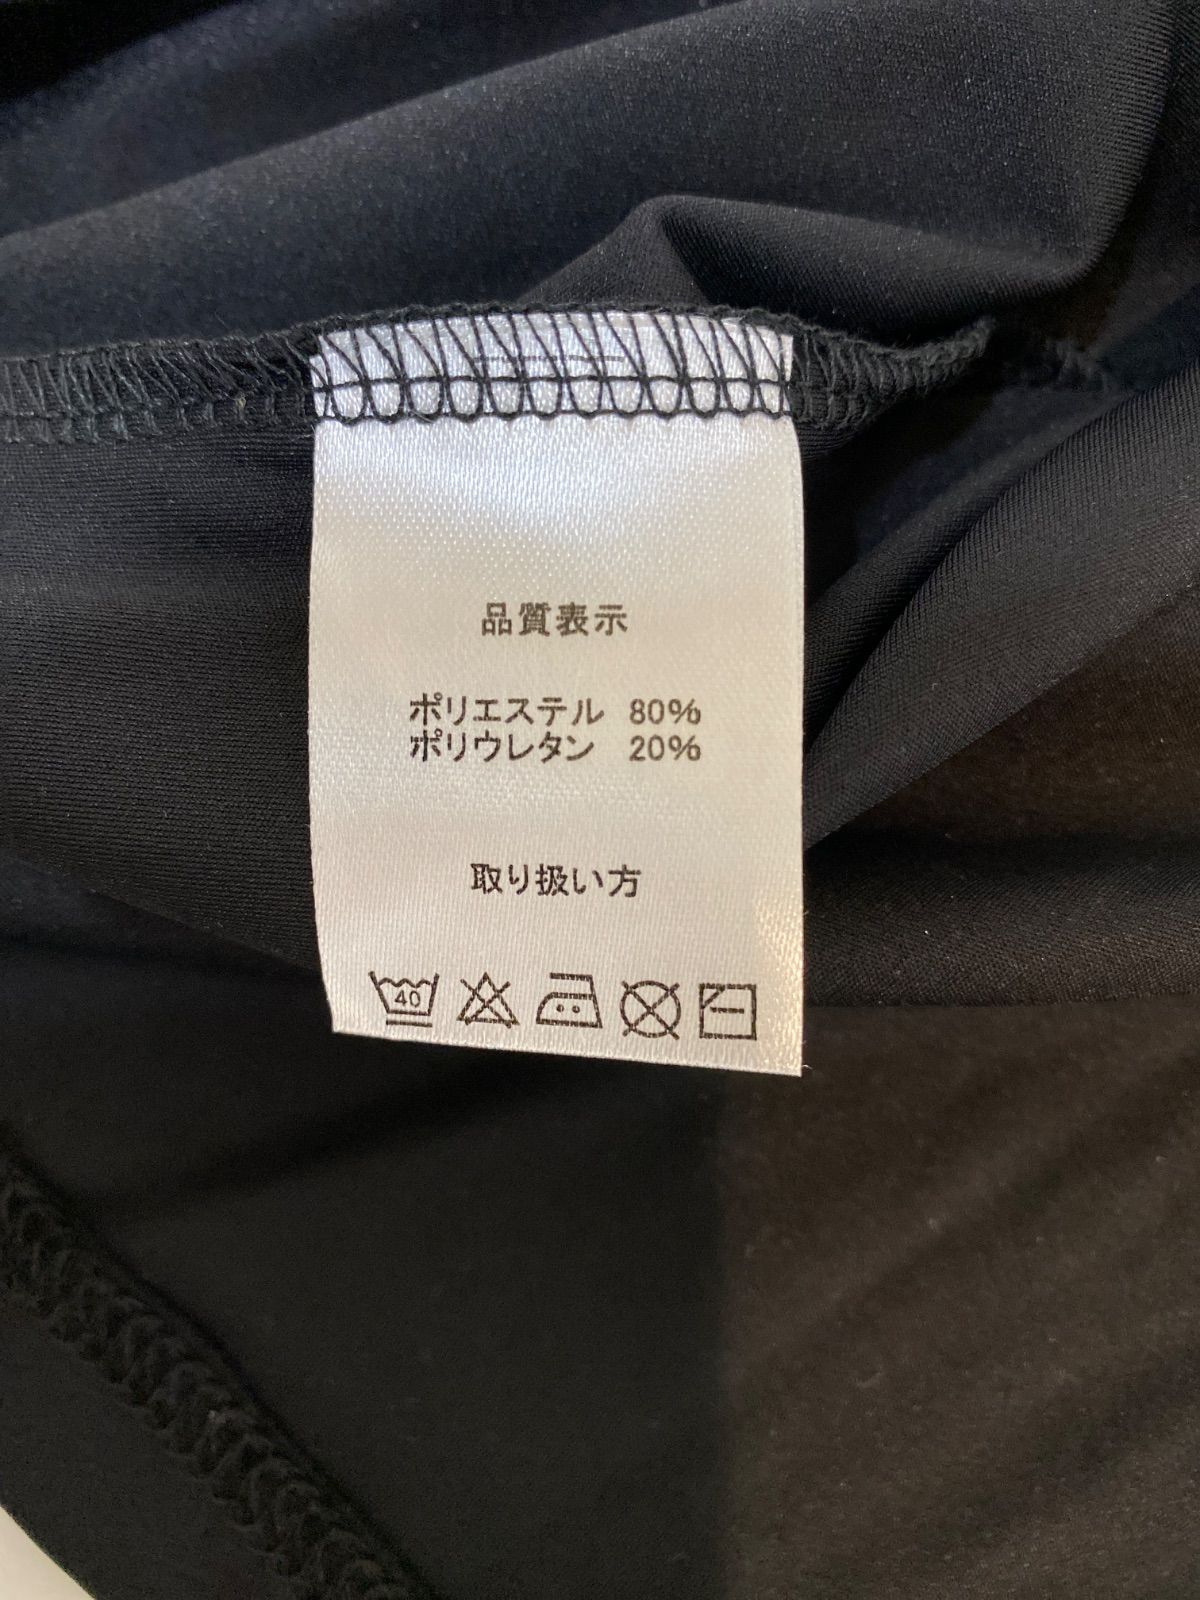 品質表示
ポリエステル 80%
ポリウレタン 20%
取り扱い方
40